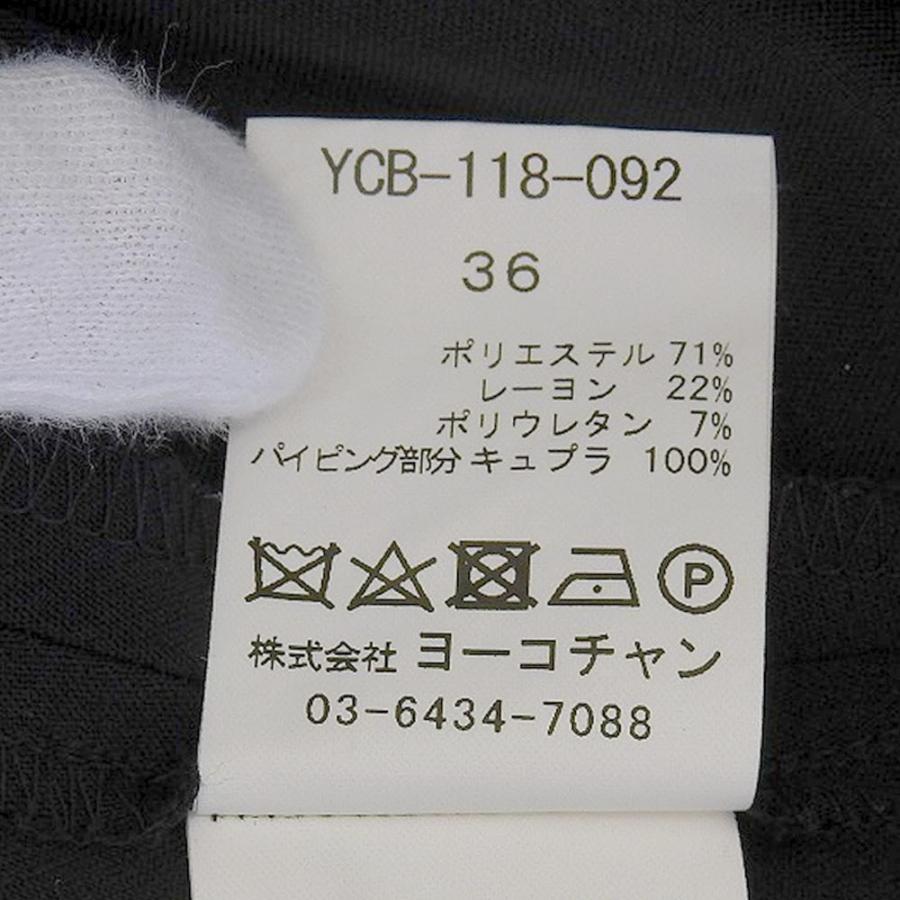 YCB-118-092
36
ポリエステル 71%
レーヨン 22%
ポリウレタン 7%
パイピング部分 キュプラ 100%
P
株式会社 ヨーコチャン
03-6434-7088